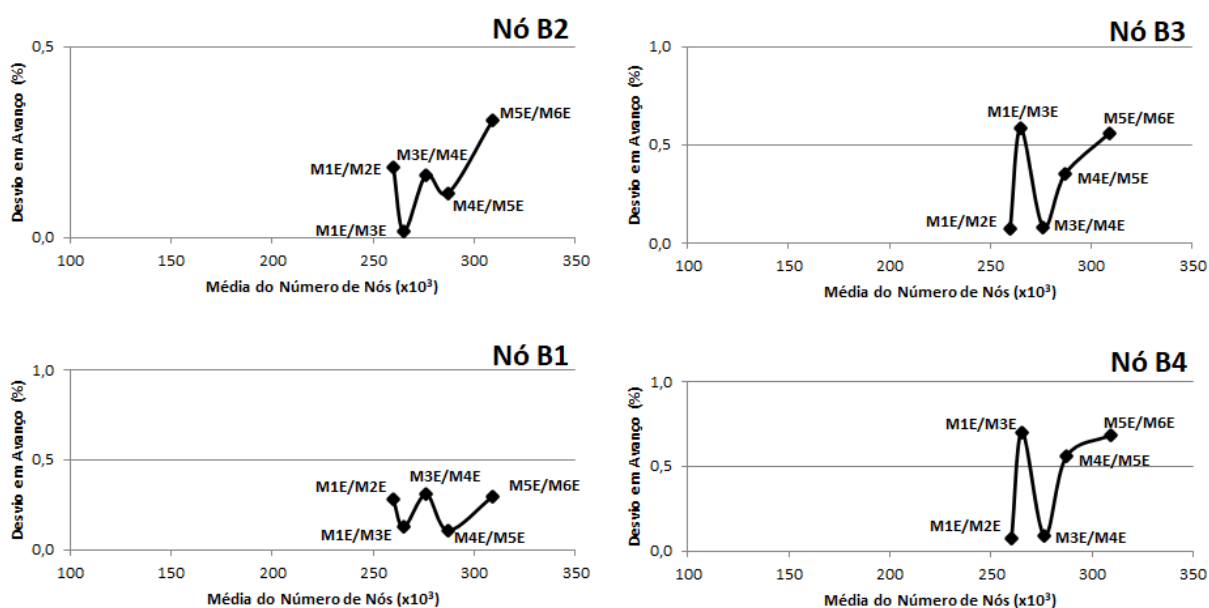 Nó B2
Desvio em Avanço (%)
0,5
0,0
M1E/M2E
M1E/M3E
M3E/M4E
M4E/M5E
M5E/M6E
100
150
200
250
300
350
Média do Número de Nós (x10³)
Nó B3
Desvio em Avanço (%)
1,0
0,5
0,0
M1E/M2E
M1E/M3E
M3E/M4E
M4E/M5E
M5E/M6E
100
150
200
250
300
350
Média do Número de Nós (x10³)
Nó B1
Desvio em Avanço (%)
1,0
0,5
0,0
M1E/M2E
M1E/M3E
M3E/M4E
M4E/M5E
M5E/M6E
100
150
200
250
300
350
Média do Número de Nós (x10³)
Nó B4
Desvio em Avanço (%)
1,0
0,5
0,0
M1E/M2E
M1E/M3E
M3E/M4E
M4E/M5E
M5E/M6E
100
150
200
250
300
350
Média do Número de Nós (x10³)